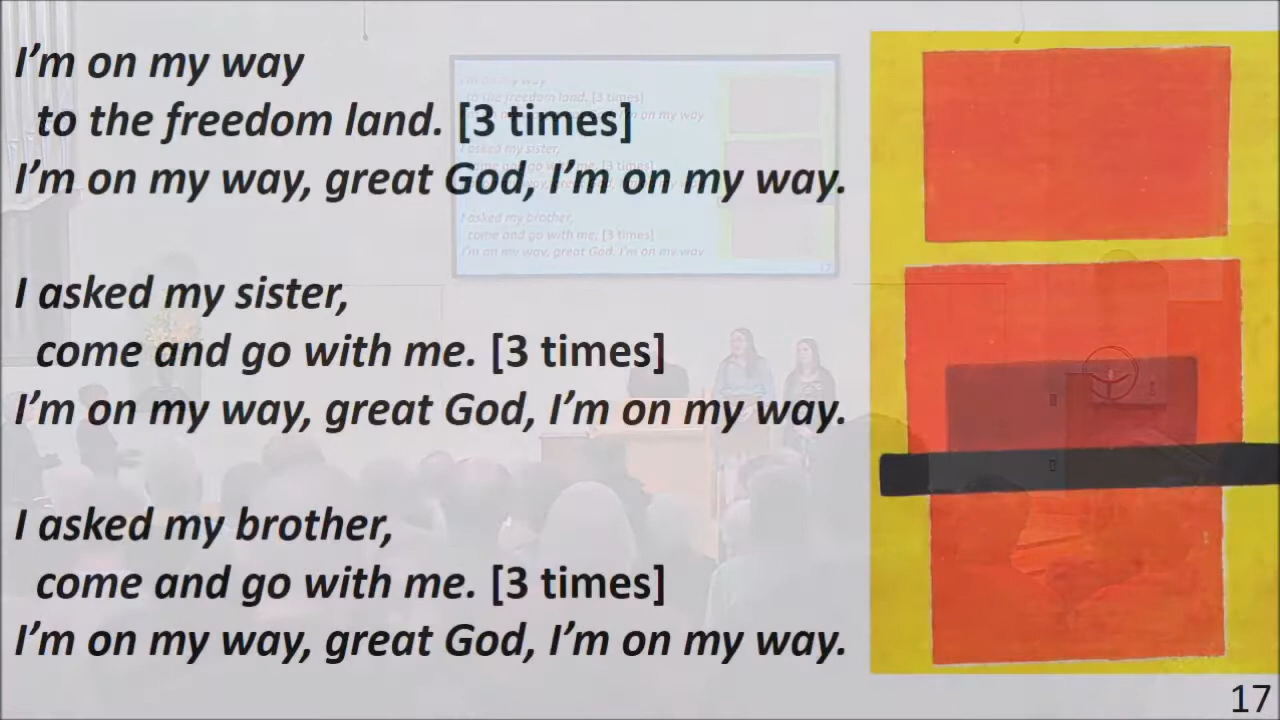 I'm on my way
to the freedom land. [3 times]
I'm on my way, great God, I'm on my way.
I asked my sister,
come and go with me. [3 times]
I'm on my way, great God, I'm on my way.
I asked my brother,
come and go with me. [3 times]
I'm on my way, great God, I'm on my way.
17